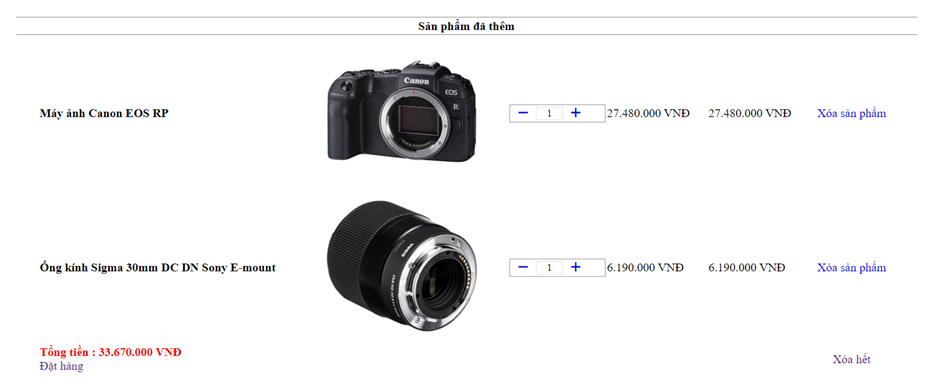 Sản phẩm đã thêm
Canon
EOS
R
Máy ảnh Canon EOS RP − 1 + 27.480.000 VNĐ 27.480.000 VNĐ Xóa sản phẩm
SIGMA
Ống kính Sigma 30mm DC DN Sony E-mount − 1 + 6.190.000 VNĐ 6.190.000 VNĐ Xóa sản phẩm
Tổng tiền : 33.670.000 VNĐ
Đặt hàng Xóa hết